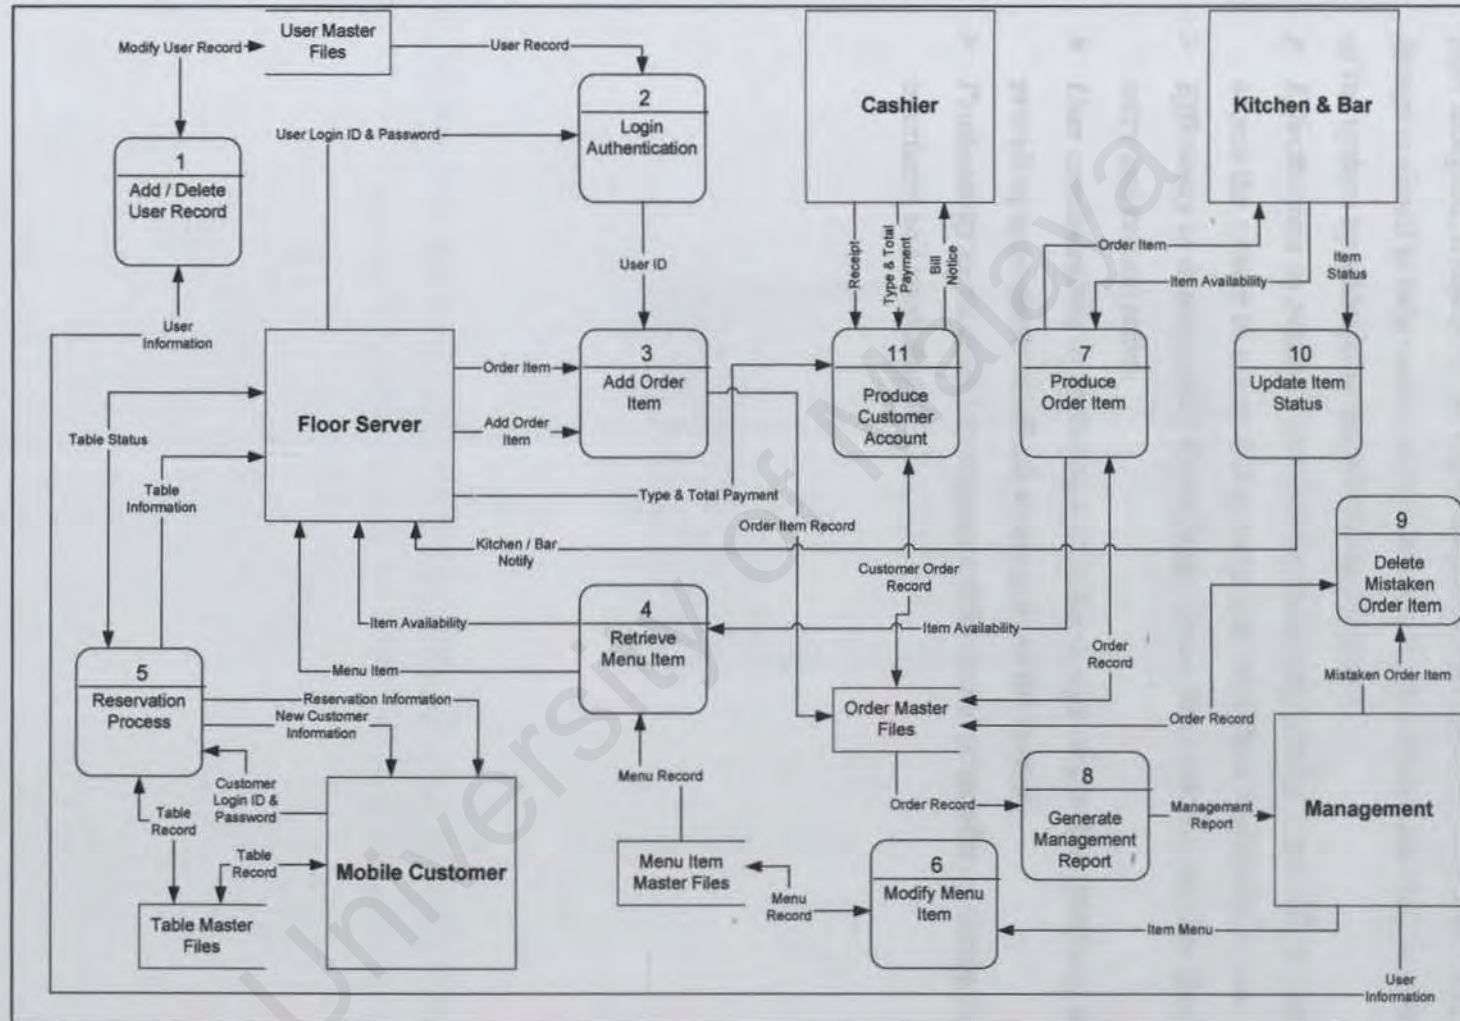 User Master
Files
Modify User Record
User Record
1
Add / Delete
User Record
User Login ID & Password
2
Login
Authentication
Cashier
Kitchen & Bar
User ID
User
Information
Receipt
Type & Total
Payment
Bill
Notice
Order Item
Item Availability
Item
Status
Floor Server
Order Item
Add Order
Item
3
Add Order
Item
11
Produce
Customer
Account
7
Produce
Order Item
10
Update Item
Status
Table Status
Table
Information
Type & Total Payment
Order Item Record
Kitchen / Bar
Notify
Customer Order
Record
9
Delete
Mistaken
Order Item
4
Retrieve
Menu Item
Item Availability
Menu Item
Item Availability
Order
Record
Mistaken Order Item
5
Reservation
Process
Reservation Information
New Customer
Information
Order Master
Files
Order Record
Customer
Login ID &
Password
Menu Record
Order Record
8
Generate
Management
Report
Management
Report
Management
Table
Record
Table
Record
Mobile Customer
Menu Item
Master Files
Menu
Record
6
Modify Menu
Item
Item Menu
Table Master
Files
User
Information
University of Malaya